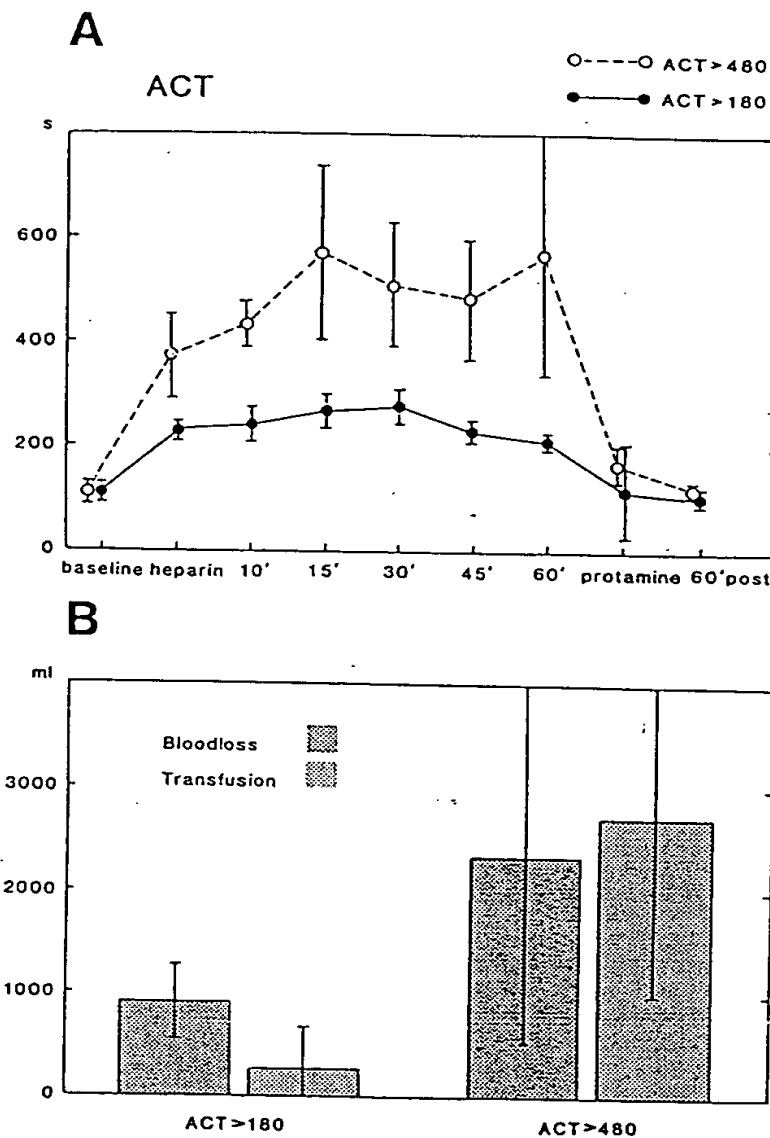 A
ACT
ACT>480
ACT>180
s
600
400
200
0
baseline heparin 10' 15' 30' 45' 60' protamine 60'post
B
ml
Bloodloss
Transfusion
3000
2000
1000
0
ACT>180 ACT>480